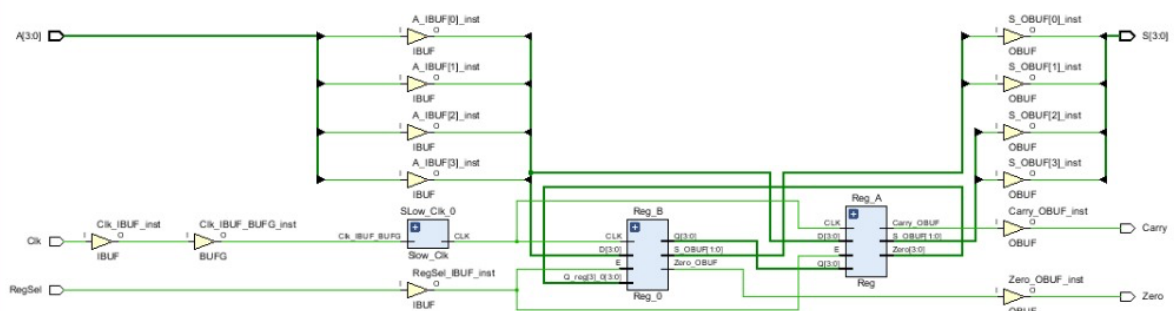 A[3:0]
A_IBUF[0]_inst
I
O
IBUF
A_IBUF[1]_inst
I
O
IBUF
A_IBUF[2]_inst
I
O
IBUF
A_IBUF[3]_inst
I
O
IBUF
S_OBUF[0]_inst
I
O
OBUF
S[3:0]
S_OBUF[1]_inst
I
O
OBUF
S_OBUF[2]_inst
I
O
OBUF
S_OBUF[3]_inst
I
O
OBUF
Clk
Clk_IBUF_inst
I
O
IBUF
Clk_IBUF_BUFG_inst
I
O
BUFG
SLow_Clk_0
Clk_IBUF_BUFG
CLK
Slow_Clk
RegSel
RegSel_IBUF_inst
I
O
IBUF
Reg_B
CLK
D[3:0]
E
Q_reg[3]_0[3:0]
Q[3:0]
S_OBUF[1:0]
Zero_OBUF
Reg_0
Reg_A
CLK
D[3:0]
E
Q[3:0]
Carry_OBUF
S_OBUF[1:0]
Zero[3:0]
Reg
Carry_OBUF_inst
I
O
OBUF
Carry
Zero_OBUF_inst
I
O
OBUF
Zero